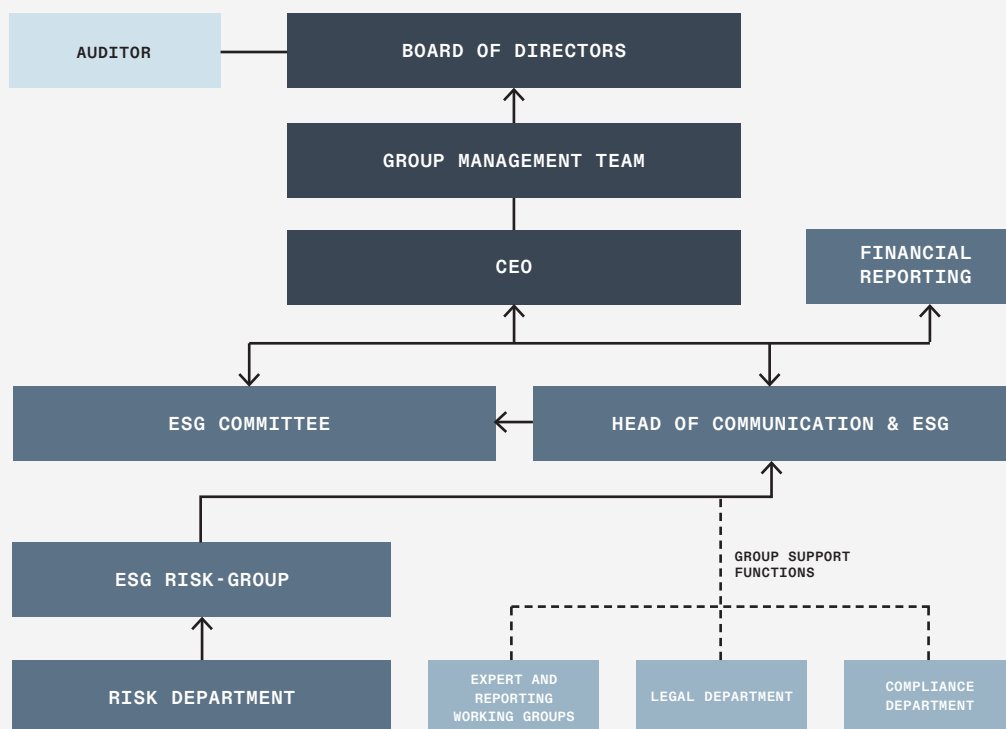 AUDITOR
BOARD OF DIRECTORS
GROUP MANAGEMENT TEAM
CEO
FINANCIAL
REPORTING
ESG COMMITTEE
HEAD OF COMMUNICATION & ESG
GROUP SUPPORT
FUNCTIONS
ESG RISK-GROUP
RISK DEPARTMENT
EXPERT AND
REPORTING
WORKING GROUPS
LEGAL DEPARTMENT
COMPLIANCE
DEPARTMENT